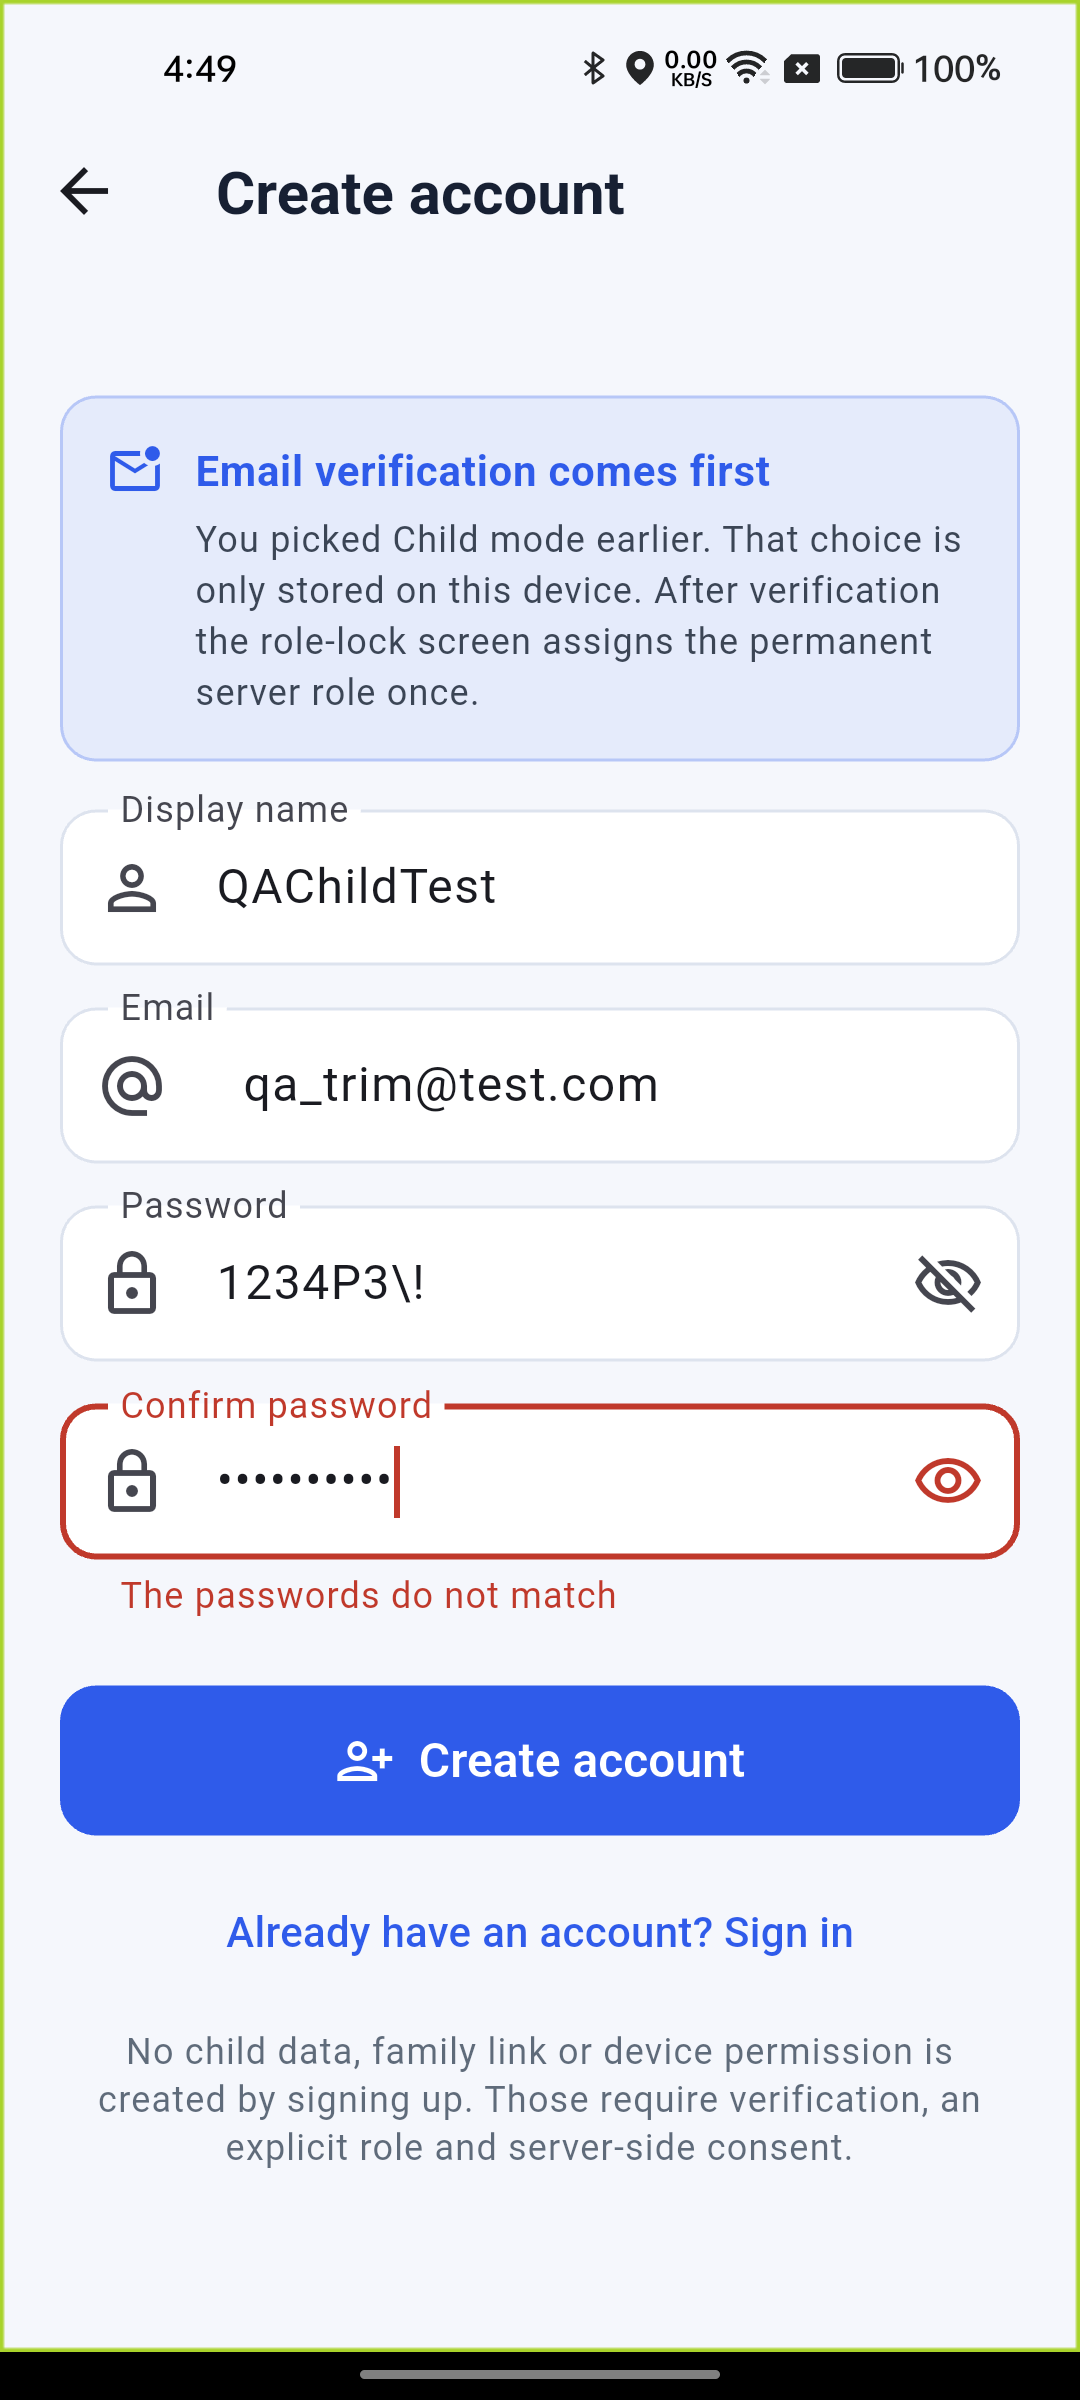 4:49
0.00
KB/S
100%
Create account
Email verification comes first
You picked Child mode earlier. That choice is
only stored on this device. After verification
the role-lock screen assigns the permanent
server role once.
Display name
QAChildTest
Email
qa_trim@test.com
Password
1234P3\!
Confirm password
••••••••••
The passwords do not match
Create account
Already have an account? Sign in
No child data, family link or device permission is
created by signing up. Those require verification, an
explicit role and server-side consent.